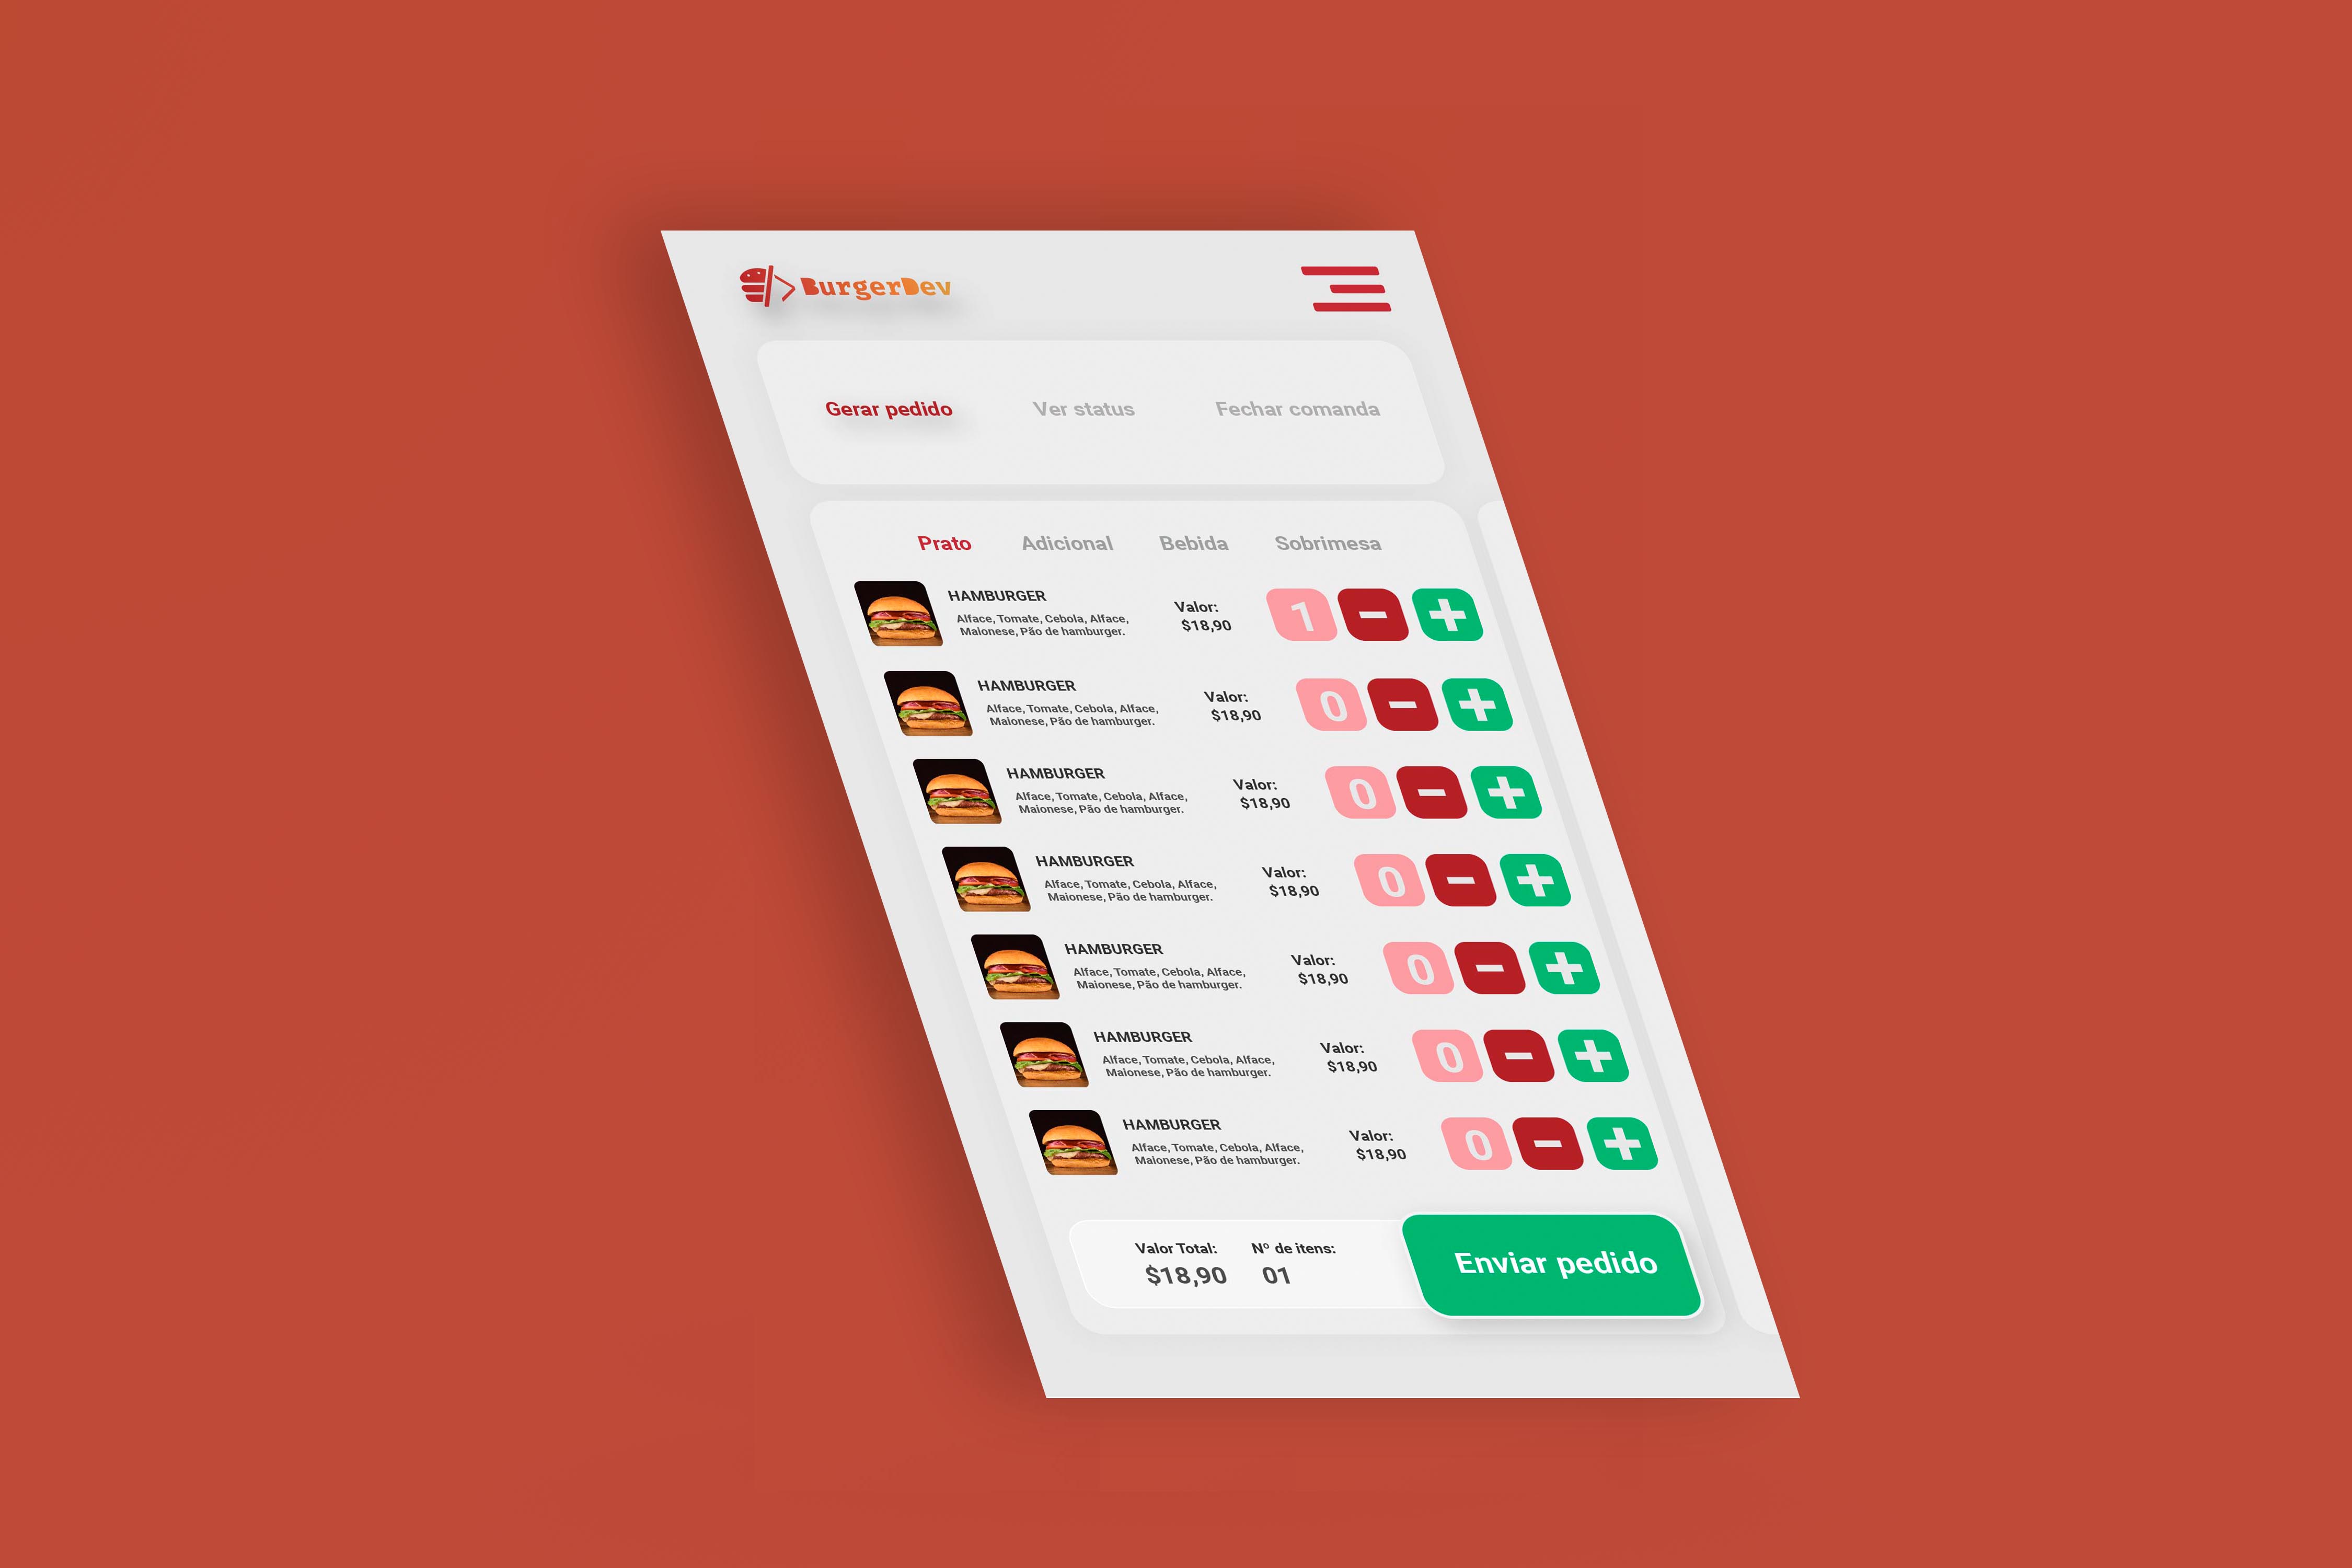 BurgerDev
Gerar pedido
Ver status
Fechar comanda
Prato
Adicional
Bebida
Sobrimesa
HAMBURGER
Alface, Tomate, Cebola, Alface,
Maionese, Pão de hamburger.
Valor:
$18,90
1
HAMBURGER
Alface, Tomate, Cebola, Alface,
Maionese, Pão de hamburger.
Valor:
$18,90
0
HAMBURGER
Alface, Tomate, Cebola, Alface,
Maionese, Pão de hamburger.
Valor:
$18,90
0
HAMBURGER
Alface, Tomate, Cebola, Alface,
Maionese, Pão de hamburger.
Valor:
$18,90
0
HAMBURGER
Alface, Tomate, Cebola, Alface,
Maionese, Pão de hamburger.
Valor:
$18,90
0
HAMBURGER
Alface, Tomate, Cebola, Alface,
Maionese, Pão de hamburger.
Valor:
$18,90
0
HAMBURGER
Alface, Tomate, Cebola, Alface,
Maionese, Pão de hamburger.
Valor:
$18,90
0
Valor Total:
$18,90
Nº de itens:
01
Enviar pedido